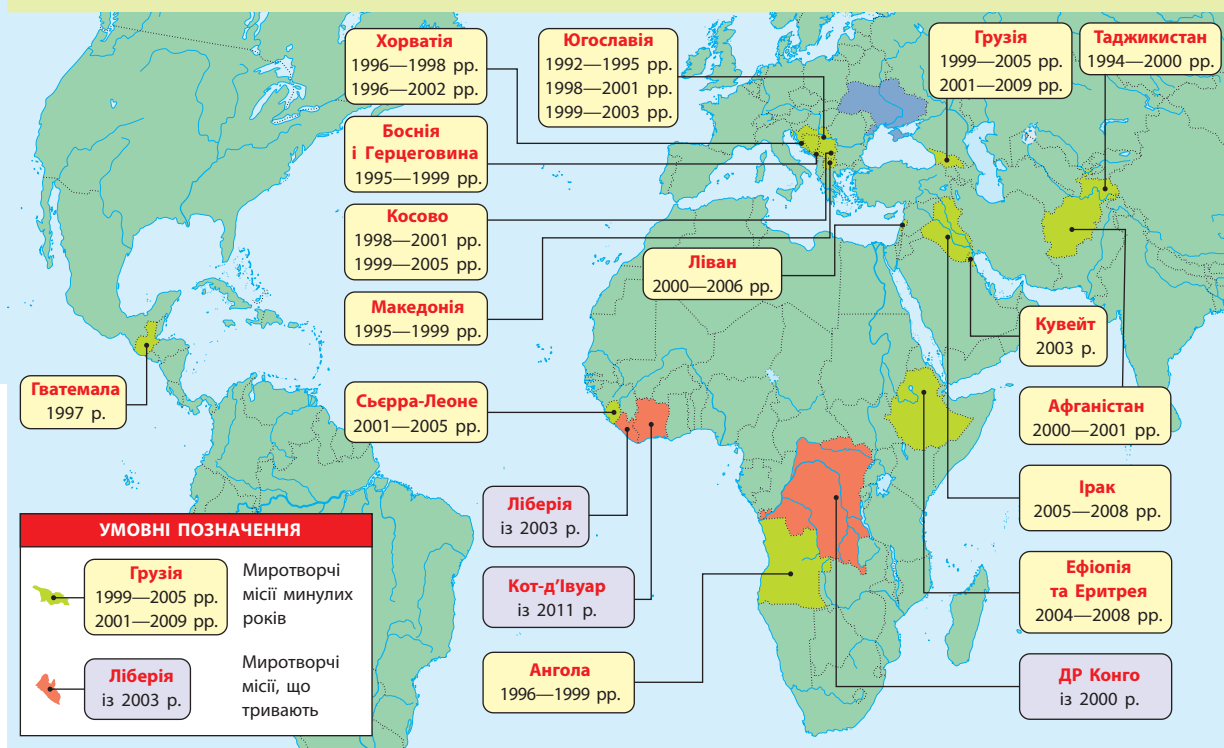 Хорватія
1996—1998 рр.
1996—2002 рр.
Югославія
1992—1995 рр.
1998—2001 рр.
1999—2003 рр.
Грузія
1999—2005 рр.
2001—2009 рр.
Таджикистан
1994—2000 рр.
Боснія
і Герцеговина
1995—1999 рр.
Косово
1998—2001 рр.
1999—2005 рр.
Ліван
2000—2006 рр.
Македонія
1995—1999 рр.
Кувейт
2003 р.
Гватемала
1997 р.
Сьєрра-Леоне
2001—2005 рр.
Афганістан
2000—2001 рр.
Ліберія
із 2003 р.
Ірак
2005—2008 рр.
Кот-д’Івуар
із 2011 р.
Ефіопія
та Еритрея
2004—2008 рр.
Ангола
1996—1999 рр.
ДР Конго
із 2000 р.
УМОВНІ ПОЗНАЧЕННЯ
Грузія
1999—2005 рр.
2001—2009 рр.
Миротворчі
місії минулих
років
Ліберія
із 2003 р.
Миротворчі
місії, що
тривають